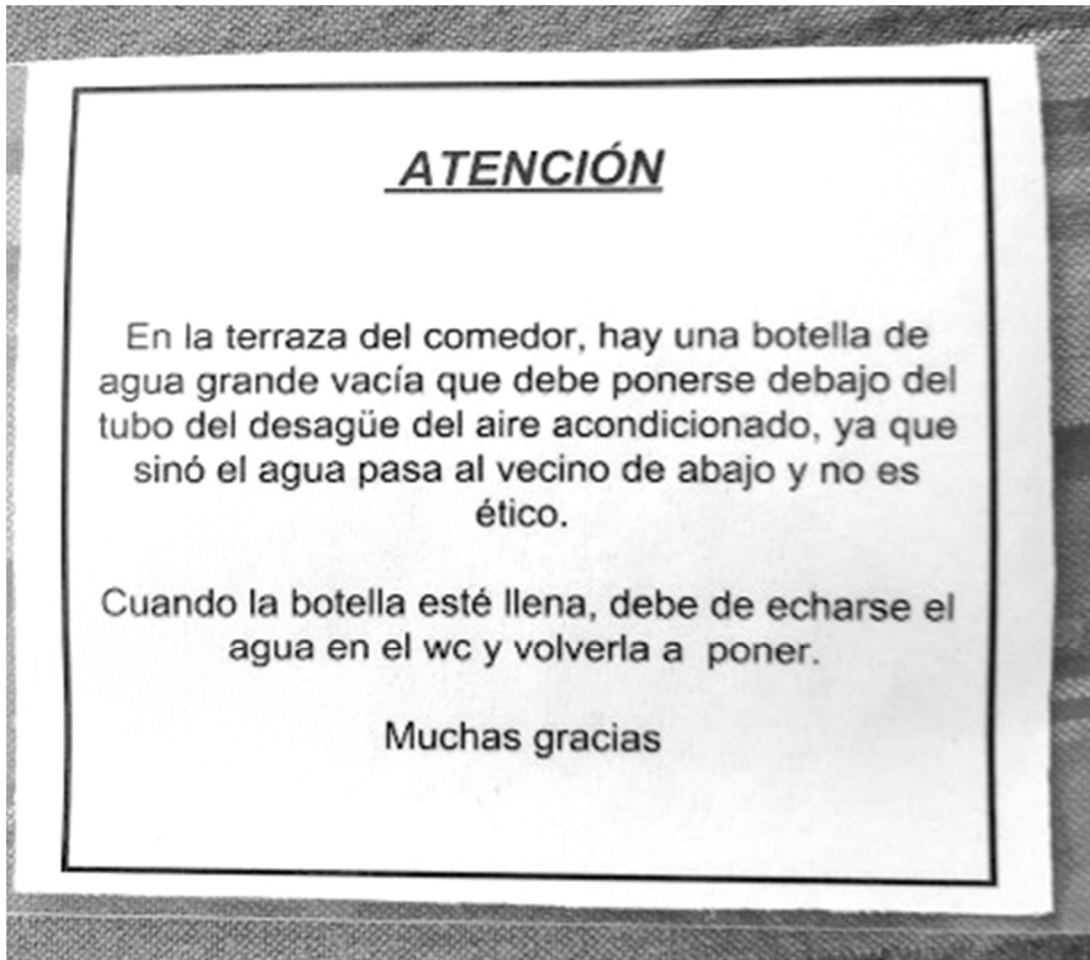 ATENCIÓN
En la terraza del comedor, hay una botella de
agua grande vacía que debe ponerse debajo del
tubo del desagüe del aire acondicionado, ya que
sinó el agua pasa al vecino de abajo y no es
ético.
Cuando la botella esté llena, debe de echarse el
agua en el wc y volverla a  poner.
Muchas gracias